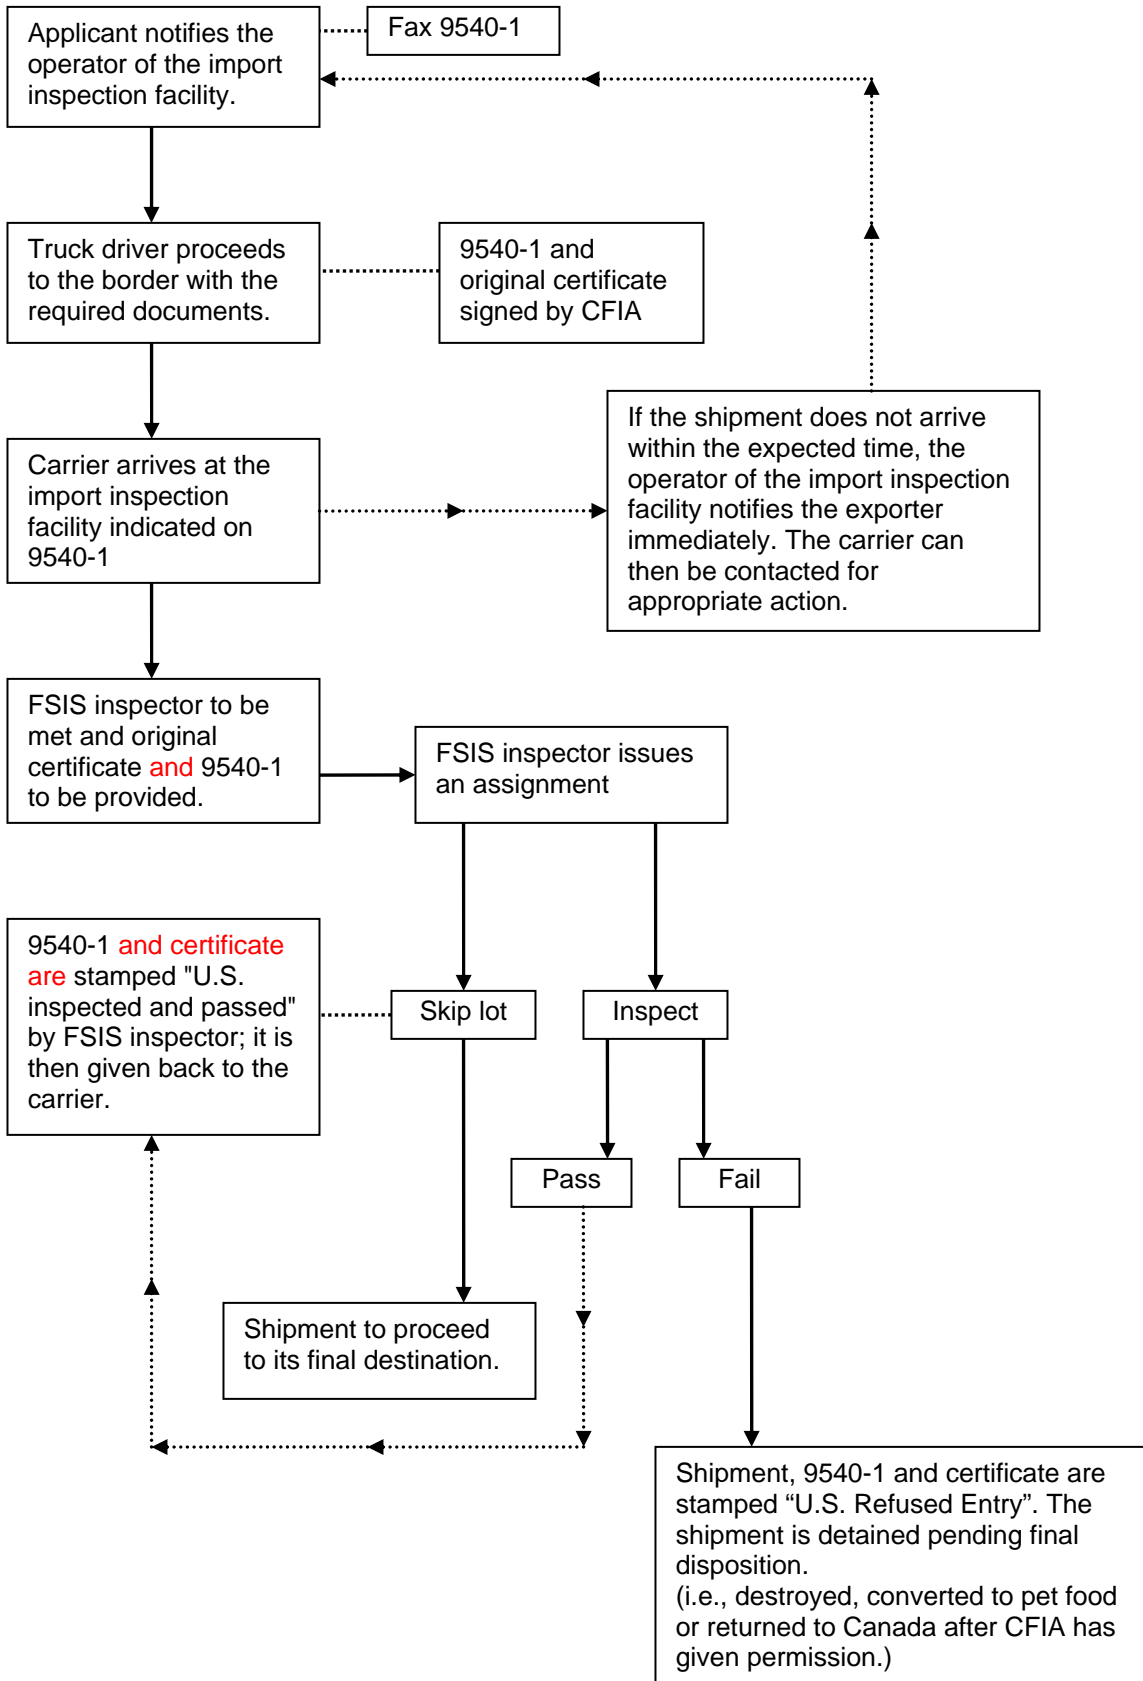 Applicant notifies the
operator of the import
inspection facility.
Fax 9540-1
Truck driver proceeds
to the border with the
required documents.
9540-1 and
original certificate
signed by CFIA
Carrier arrives at the
import inspection
facility indicated on
9540-1
If the shipment does not arrive
within the expected time, the
operator of the import inspection
facility notifies the exporter
immediately. The carrier can
then be contacted for
appropriate action.
FSIS inspector to be
met and original
certificate and 9540-1
to be provided.
FSIS inspector issues
an assignment
9540-1 and certificate
are stamped "U.S.
inspected and passed"
by FSIS inspector; it is
then given back to the
carrier.
Skip lot
Inspect
Pass
Fail
Shipment to proceed
to its final destination.
Shipment, 9540-1 and certificate are
stamped “U.S. Refused Entry”. The
shipment is detained pending final
disposition.
(i.e., destroyed, converted to pet food
or returned to Canada after CFIA has
given permission.)